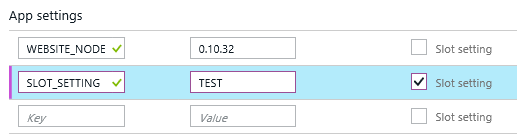 App settings
WEBSITE_NODE 0.10.32 Slot setting
SLOT_SETTING TEST Slot setting
Key Value Slot setting